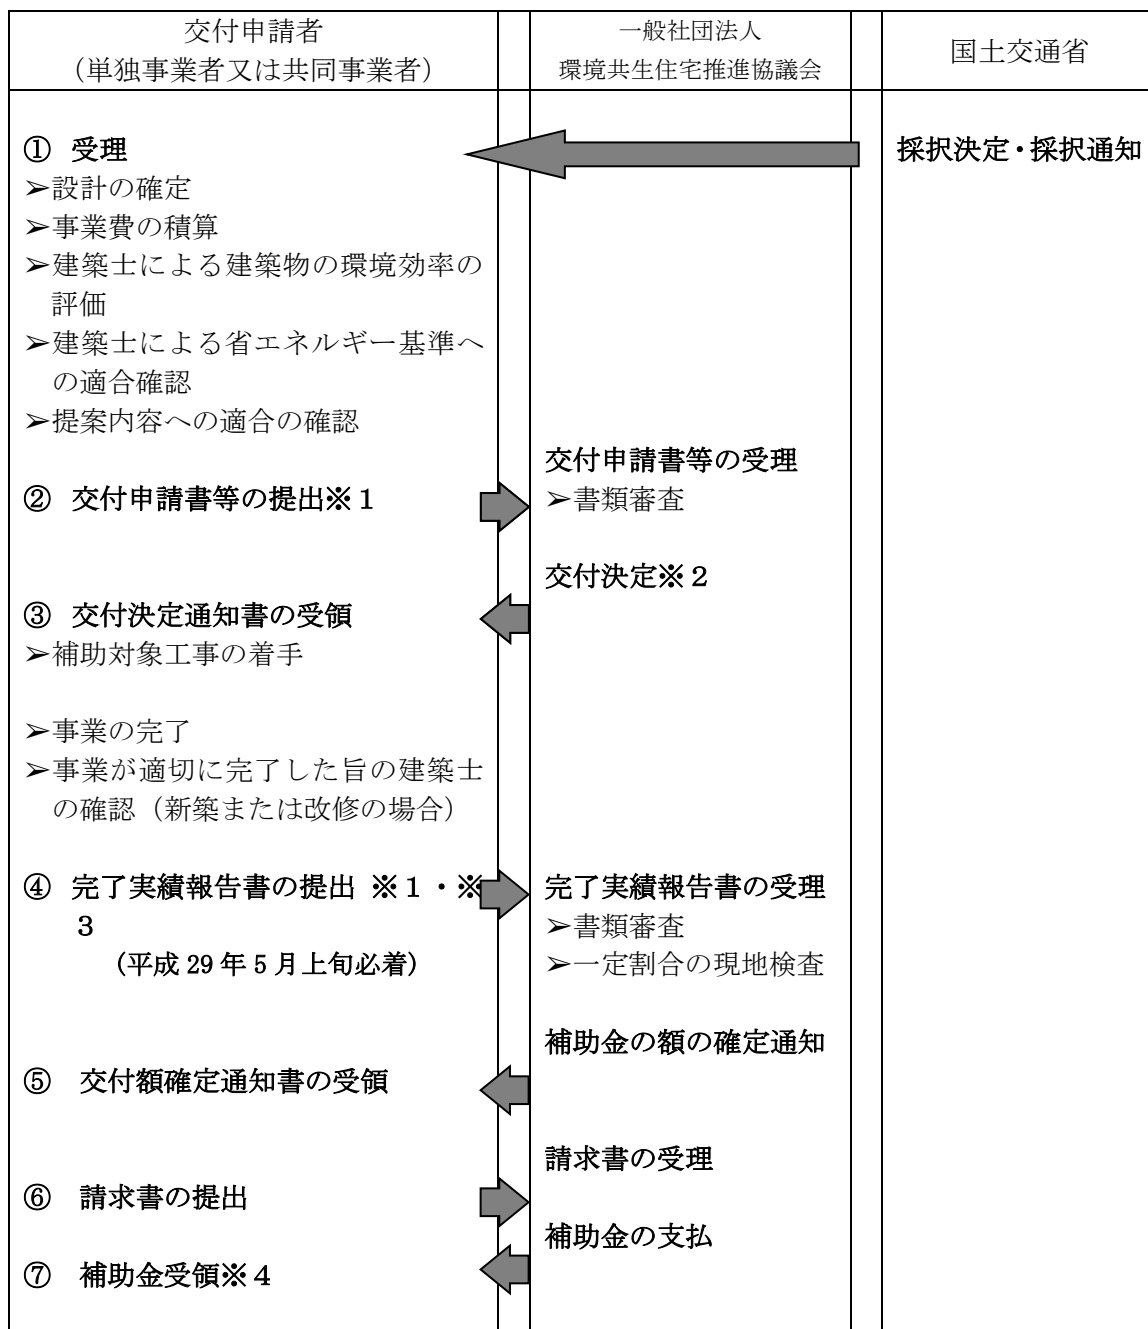 交付申請者
（単独事業者又は共同事業者）
一般社団法人
環境共生住宅推進協議会
国土交通省
① 受理
採択決定・採択通知
➢設計の確定
➢事業費の積算
➢建築士による建築物の環境効率の
評価
➢建築士による省エネルギー基準へ
の適合確認
➢提案内容への適合の確認
交付申請書等の受理
② 交付申請書等の提出※１
➢書類審査
交付決定※２
③ 交付決定通知書の受領
➢補助対象工事の着手
➢事業の完了
➢事業が適切に完了した旨の建築士
の確認（新築または改修の場合）
④ 完了実績報告書の提出 ※１・※
３
（平成 29 年 5 月上旬必着）
完了実績報告書の受理
➢書類審査
➢一定割合の現地検査
補助金の額の確定通知
⑤ 交付額確定通知書の受領
請求書の受理
⑥ 請求書の提出
補助金の支払
⑦ 補助金受領※４